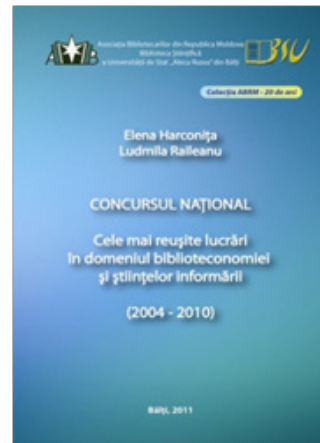 Asociația Bibliotecarilor din Republica Moldova
Biblioteca Științifică
a Universității de Stat „Alecu Russo” din Bălți
BSU
Colecția ABRM - 20 de ani
Elena Harconița
Ludmila Raileanu
CONCURSUL NAȚIONAL
Cele mai reușite lucrări
în domeniul biblioteconomiei
și științelor informării
(2004 - 2010)
Bălți, 2011